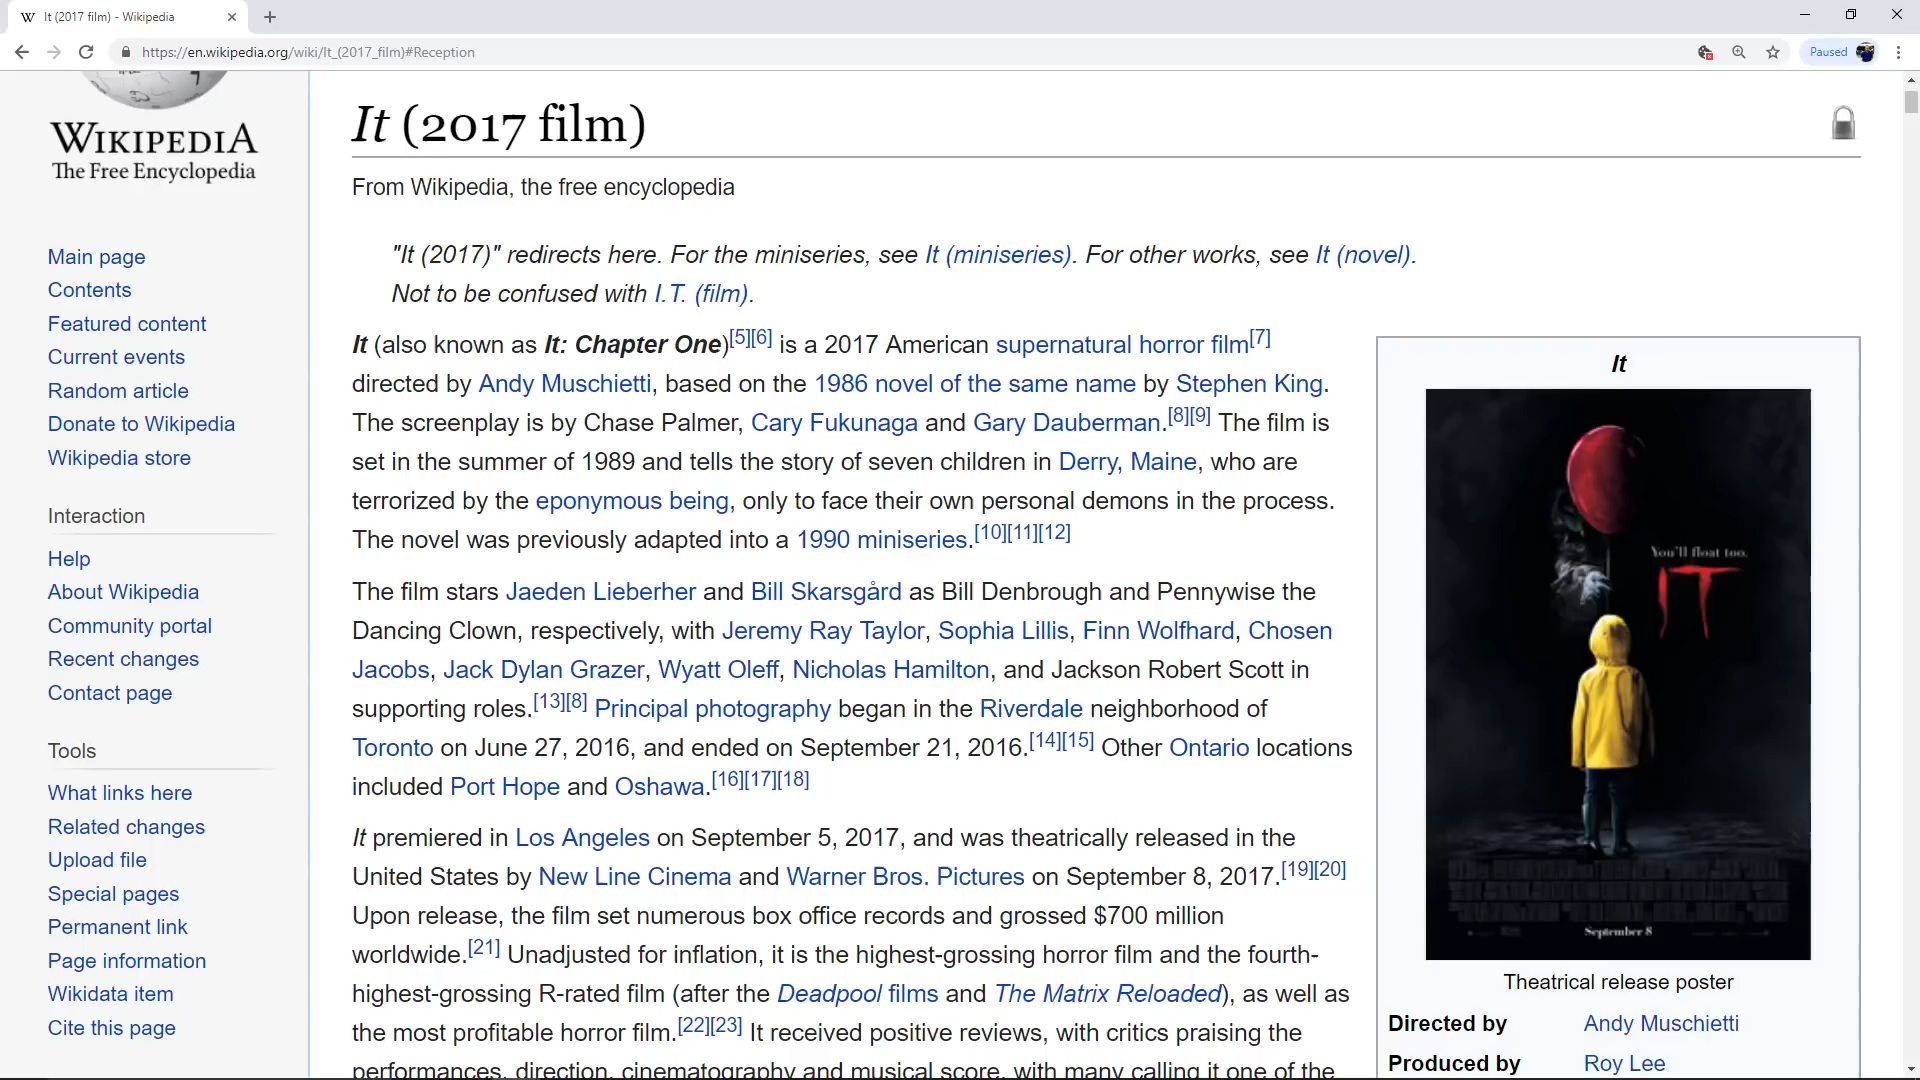 It (2017 film) - Wikipedia
https://en.wikipedia.org/wiki/It_(2017_film)#Reception
Paused
WIKIPEDIA
The Free Encyclopedia
Main page
Contents
Featured content
Current events
Random article
Donate to Wikipedia
Wikipedia store
Interaction
Help
About Wikipedia
Community portal
Recent changes
Contact page
Tools
What links here
Related changes
Upload file
Special pages
Permanent link
Page information
Wikidata item
Cite this page
It (2017 film)
From Wikipedia, the free encyclopedia
"It (2017)" redirects here. For the miniseries, see It (miniseries). For other works, see It (novel).
Not to be confused with I.T. (film).
It (also known as It: Chapter One)[5][6] is a 2017 American supernatural horror film[7]
directed by Andy Muschietti, based on the 1986 novel of the same name by Stephen King.
The screenplay is by Chase Palmer, Cary Fukunaga and Gary Dauberman.[8][9] The film is
set in the summer of 1989 and tells the story of seven children in Derry, Maine, who are
terrorized by the eponymous being, only to face their own personal demons in the process.
The novel was previously adapted into a 1990 miniseries.[10][11][12]
The film stars Jaeden Lieberher and Bill Skarsgård as Bill Denbrough and Pennywise the
Dancing Clown, respectively, with Jeremy Ray Taylor, Sophia Lillis, Finn Wolfhard, Chosen
Jacobs, Jack Dylan Grazer, Wyatt Oleff, Nicholas Hamilton, and Jackson Robert Scott in
supporting roles.[13][8] Principal photography began in the Riverdale neighborhood of
Toronto on June 27, 2016, and ended on September 21, 2016.[14][15] Other Ontario locations
included Port Hope and Oshawa.[16][17][18]
It premiered in Los Angeles on September 5, 2017, and was theatrically released in the
United States by New Line Cinema and Warner Bros. Pictures on September 8, 2017.[19][20]
Upon release, the film set numerous box office records and grossed $700 million
worldwide.[21] Unadjusted for inflation, it is the highest-grossing horror film and the fourth-
highest-grossing R-rated film (after the Deadpool films and The Matrix Reloaded), as well as
the most profitable horror film.[22][23] It received positive reviews, with critics praising the
performances, direction, cinematography and musical score, with many calling it one of the
It
You'll float too.
IT
September 8
Theatrical release poster
Directed by Andy Muschietti
Produced by Roy Lee